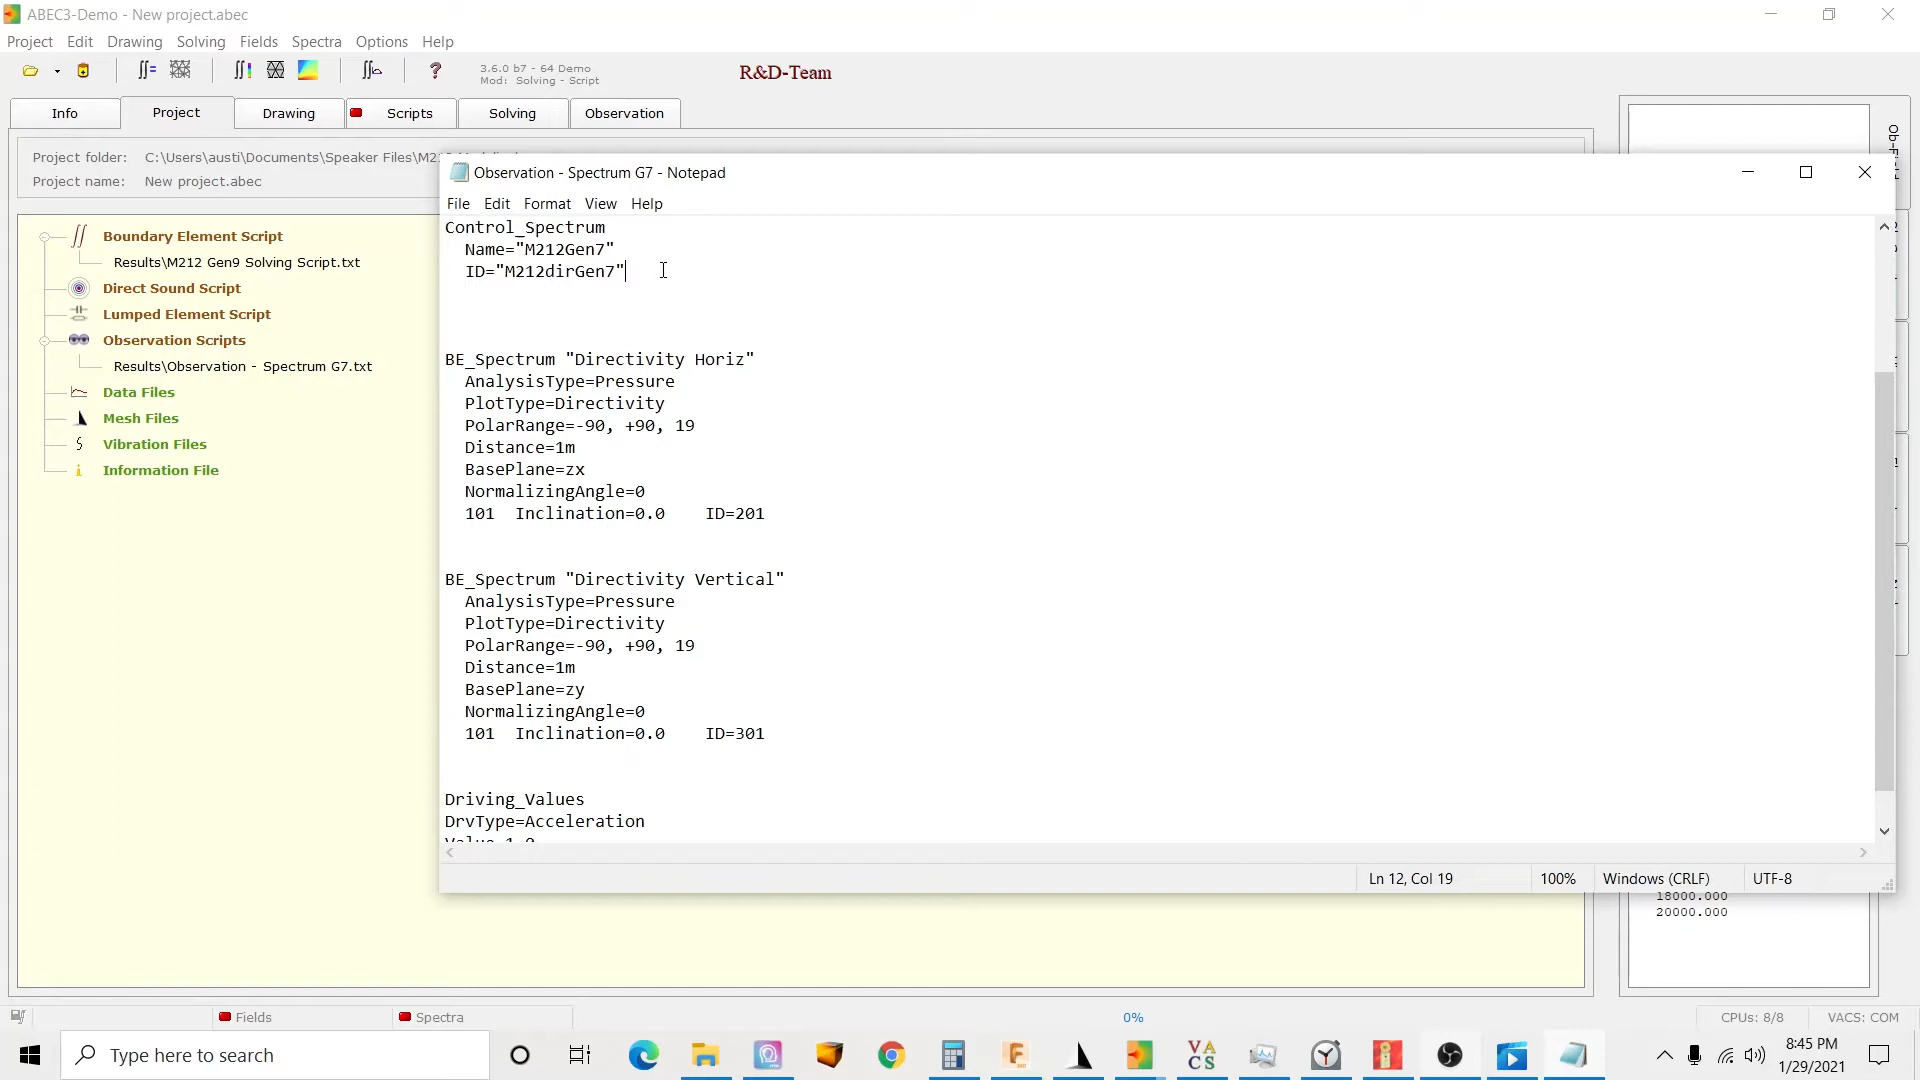 ABEC3-Demo - New project.abec
Project Edit Drawing Solving Fields Spectra Options Help
3.6.0 b7 - 64 Demo
Mod: Solving - Script
R&D-Team
Info Project Drawing Scripts Solving Observation
Project folder: C:\Users\austi\Documents\Speaker Files\M2
Project name: New project.abec
Boundary Element Script
Results\M212 Gen9 Solving Script.txt
Direct Sound Script
Lumped Element Script
Observation Scripts
Results\Observation - Spectrum G7.txt
Data Files
Mesh Files
Vibration Files
Information File
Observation - Spectrum G7 - Notepad
File Edit Format View Help
Control_Spectrum
Name="M212Gen7"
ID="M212dirGen7"
BE_Spectrum "Directivity Horiz"
AnalysisType=Pressure
PlotType=Directivity
PolarRange=-90, +90, 19
Distance=1m
BasePlane=zx
NormalizingAngle=0
101 Inclination=0.0 ID=201
BE_Spectrum "Directivity Vertical"
AnalysisType=Pressure
PlotType=Directivity
PolarRange=-90, +90, 19
Distance=1m
BasePlane=zy
NormalizingAngle=0
101 Inclination=0.0 ID=301
Driving_Values
DrvType=Acceleration
Ln 12, Col 19 100% Windows (CRLF) UTF-8
18000.000
20000.000
Fields Spectra 0% CPUs: 8/8 VACS: COM
Type here to search
VACS
8:45 PM
1/29/2021